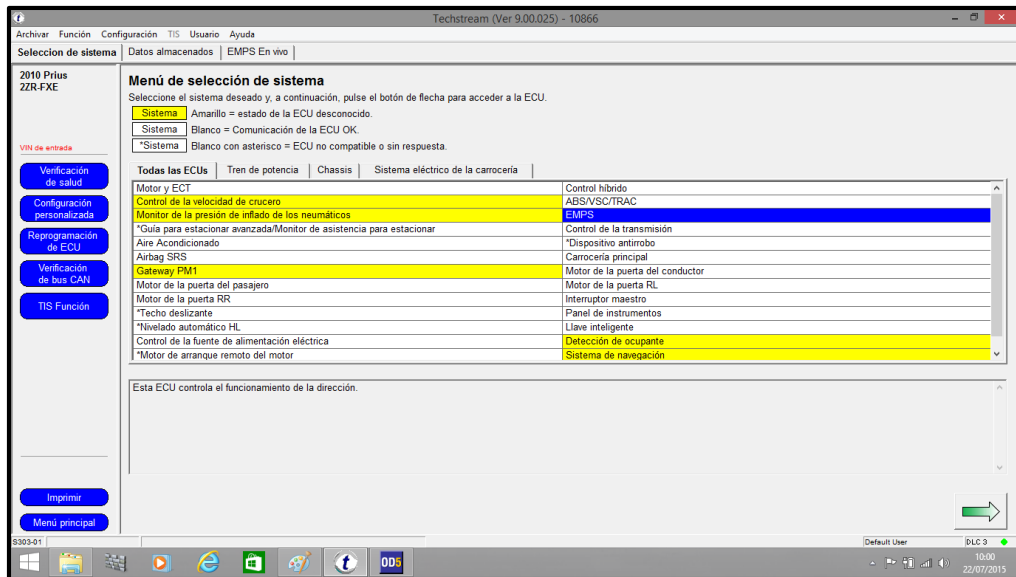 Techstream (Ver 9.00.025) - 10866
Archivar Función Configuración TIS Usuario Ayuda
Seleccion de sistema Datos almacenados EMPS En vivo
2010 Prius
2ZR-FXE
VIN de entrada
Verificación
de salud
Configuración
personalizada
Reprogramación
de ECU
Verificación
de bus CAN
TIS Función
Imprimir
Menú principal
Menú de selección de sistema
Seleccione el sistema deseado y, a continuación, pulse el botón de flecha para acceder a la ECU.
Sistema Amarillo = estado de la ECU desconocido.
Sistema Blanco = Comunicación de la ECU OK.
*Sistema Blanco con asterisco = ECU no compatible o sin respuesta.
Todas las ECUs Tren de potencia Chassis Sistema eléctrico de la carrocería
Motor y ECT Control híbrido
Control de la velocidad de crucero ABS/VSC/TRAC
Monitor de la presión de inflado de los neumáticos EMPS
*Guía para estacionar avanzada/Monitor de asistencia para estacionar Control de la transmisión
Aire Acondicionado *Dispositivo antirrobo
Airbag SRS Carrocería principal
Gateway PM1 Motor de la puerta del conductor
Motor de la puerta del pasajero Motor de la puerta RL
Motor de la puerta RR Interruptor maestro
*Techo deslizante Panel de instrumentos
*Nivelado automático HL Llave inteligente
Control de la fuente de alimentación eléctrica Detección de ocupante
*Motor de arranque remoto del motor Sistema de navegación
Esta ECU controla el funcionamiento de la dirección.
S303-01 Default User DLC 3
OD5
10:00
22/07/2015